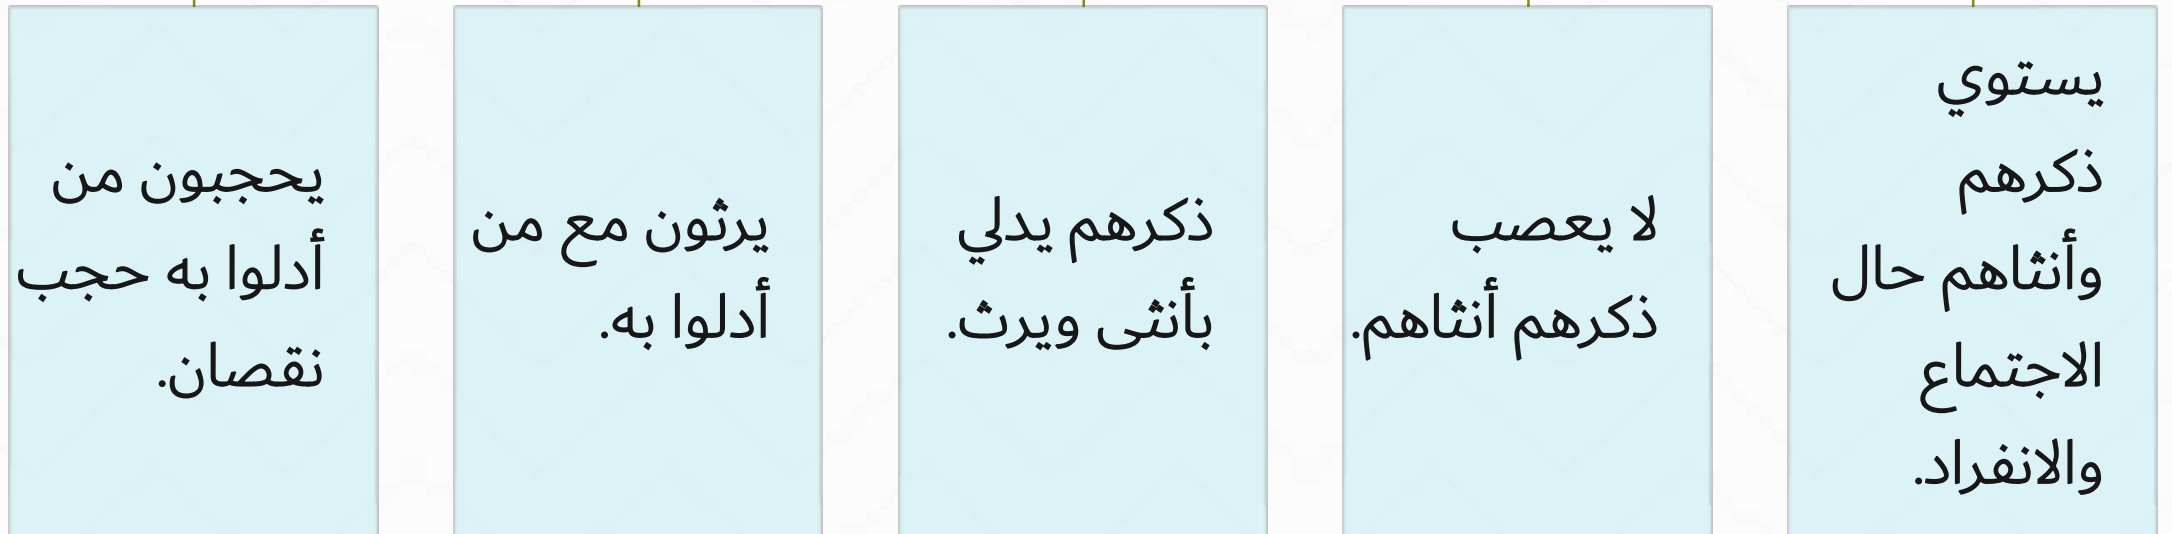 يستوي
ذكرهم
وأنثاهم حال
الاجتماع
والانفراد.
لا يعصب
ذكرهم أنثاهم.
ذكرهم يدلي
بأنثى ويرث.
يرثون مع من
أدلوا به.
يحجبون من
أدلوا به حجب
نقصان.